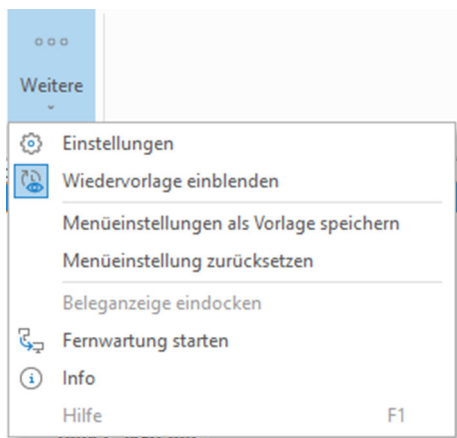 Weitere
Einstellungen
Wiedervorlage einblenden
Menüeinstellungen als Vorlage speichern
Menüeinstellung zurücksetzen
Beleganzeige eindocken
Fernwartung starten
Info
Hilfe F1